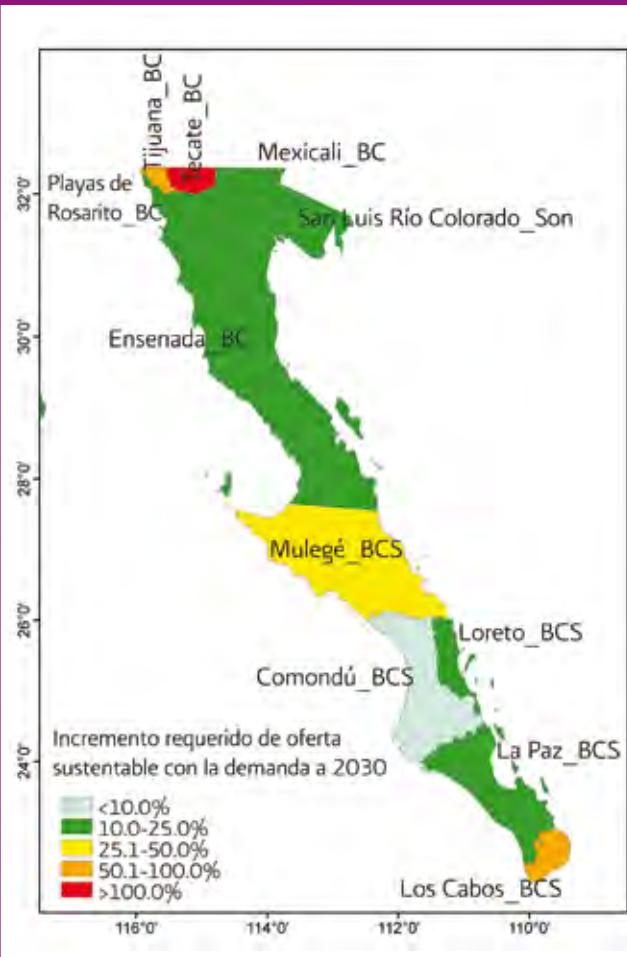 Tijuana_BC
Tecate_BC
Mexicali_BC
Playas de
Rosarito_BC
San Luis Río Colorado_Son
Ensenada_BC
Mulegé_BCS
Loreto_BCS
Comondú_BCS
La Paz_BCS
Los Cabos_BCS
Incremento requerido de oferta
sustentable con la demanda a 2030
<10.0%
10.0-25.0%
25.1-50.0%
50.1-100.0%
>100.0%
32°0'
30°0'
28°0'
26°0'
24°0'
116°0'
114°0'
112°0'
110°0'